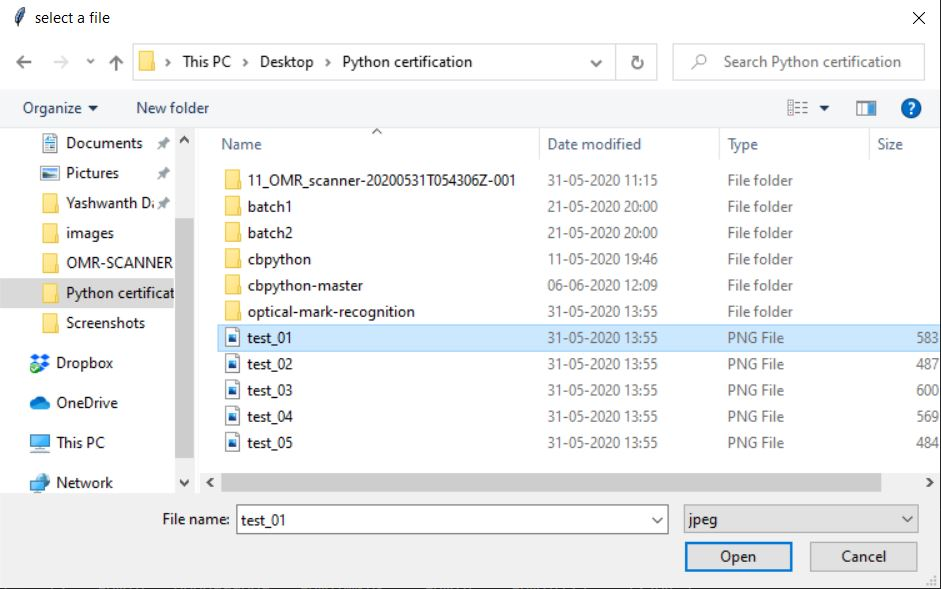 select a file
This PC > Desktop > Python certification
Search Python certification
Organize
New folder
?
Documents
Pictures
Yashwanth Da
images
OMR-SCANNER
Python certificat
Screenshots
Dropbox
OneDrive
This PC
Network
Name Date modified Type Size
11_OMR_scanner-20200531T054306Z-001 31-05-2020 11:15 File folder
batch1 21-05-2020 20:00 File folder
batch2 21-05-2020 20:00 File folder
cbpython 11-05-2020 19:46 File folder
cbpython-master 06-06-2020 12:09 File folder
optical-mark-recognition 31-05-2020 13:55 File folder
test_01 31-05-2020 13:55 PNG File 583
test_02 31-05-2020 13:55 PNG File 487
test_03 31-05-2020 13:55 PNG File 600
test_04 31-05-2020 13:55 PNG File 569
test_05 31-05-2020 13:55 PNG File 484
File name: test_01 jpeg
Open Cancel